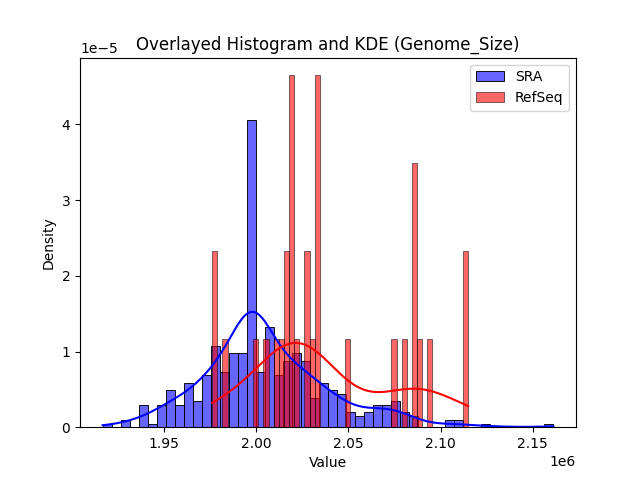 Overlayed Histogram and KDE (Genome_Size)
1e−5
SRA
RefSeq
4
3
2
1
0
Density
1.95
2.00
2.05
2.10
2.15
1e6
Value